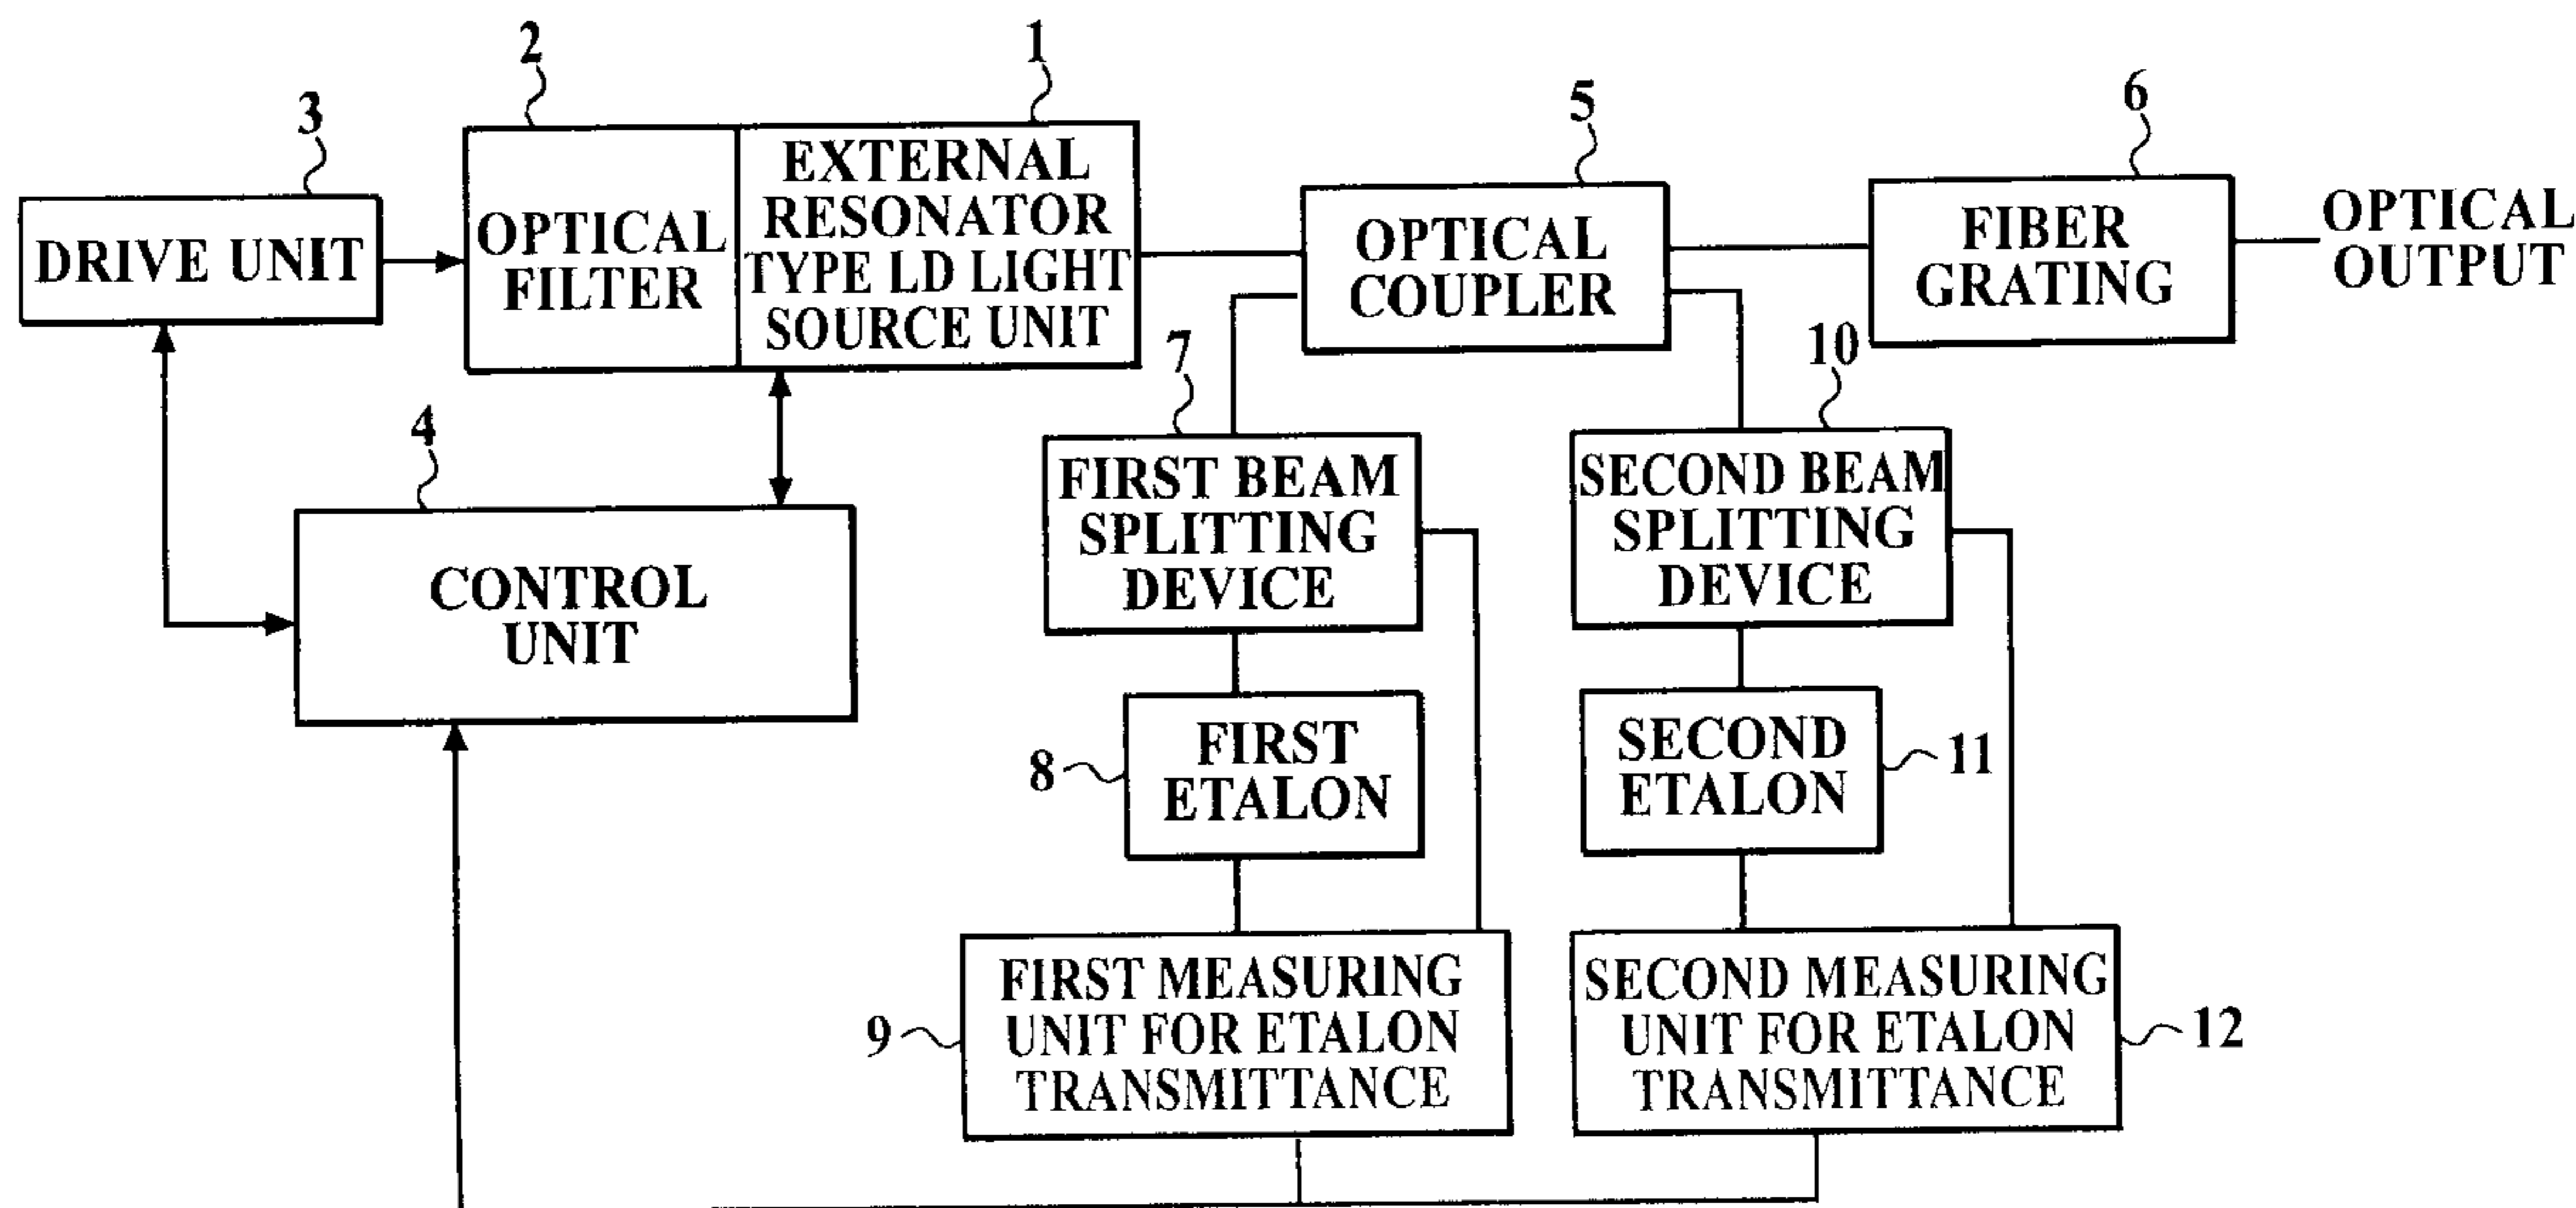 2
1
3
5
6
EXTERNAL
RESONATOR
TYPE LD LIGHT
SOURCE UNIT
OPTICAL
FILTER
DRIVE UNIT
OPTICAL
COUPLER
FIBER
GRATING
OPTICAL
OUTPUT
4
7
10
CONTROL
UNIT
FIRST BEAM
SPLITTING
DEVICE
SECOND BEAM
SPLITTING
DEVICE
8
FIRST
ETALON
SECOND
ETALON
11
9
FIRST MEASURING
UNIT FOR ETALON
TRANSMITTANCE
SECOND MEASURING
UNIT FOR ETALON
TRANSMITTANCE
12